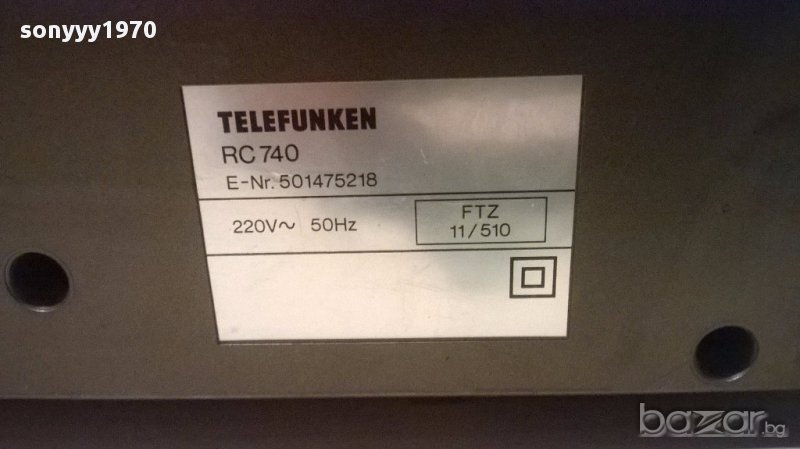 sonyyy1970
TELEFUNKEN
RC 740
E-Nr. 501475218
220V~ 50Hz
FTZ
11/510
bazar.bg